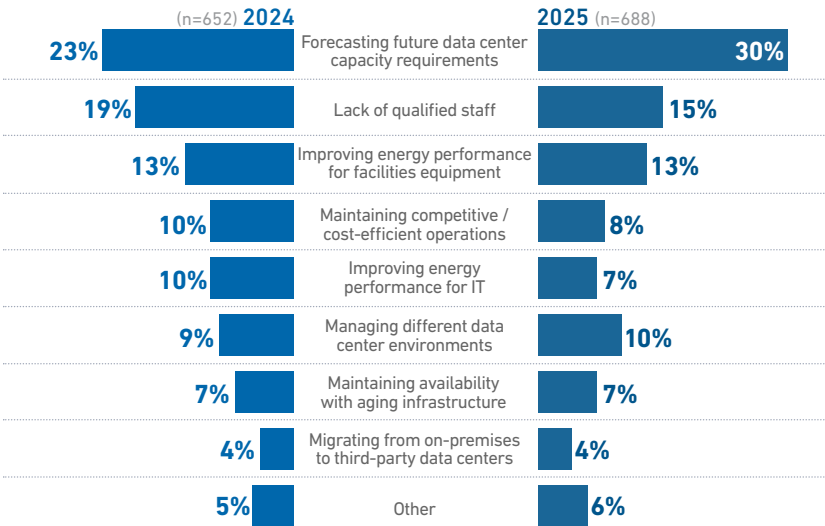 (n=652) 2024
2025 (n=688)
23%
Forecasting future data center
capacity requirements
30%
19%
Lack of qualified staff
15%
13%
Improving energy performance
for facilities equipment
13%
10%
Maintaining competitive /
cost-efficient operations
8%
10%
Improving energy
performance for IT
7%
9%
Managing different data
center environments
10%
7%
Maintaining availability
with aging infrastructure
7%
4%
Migrating from on-premises
to third-party data centers
4%
5%
Other
6%